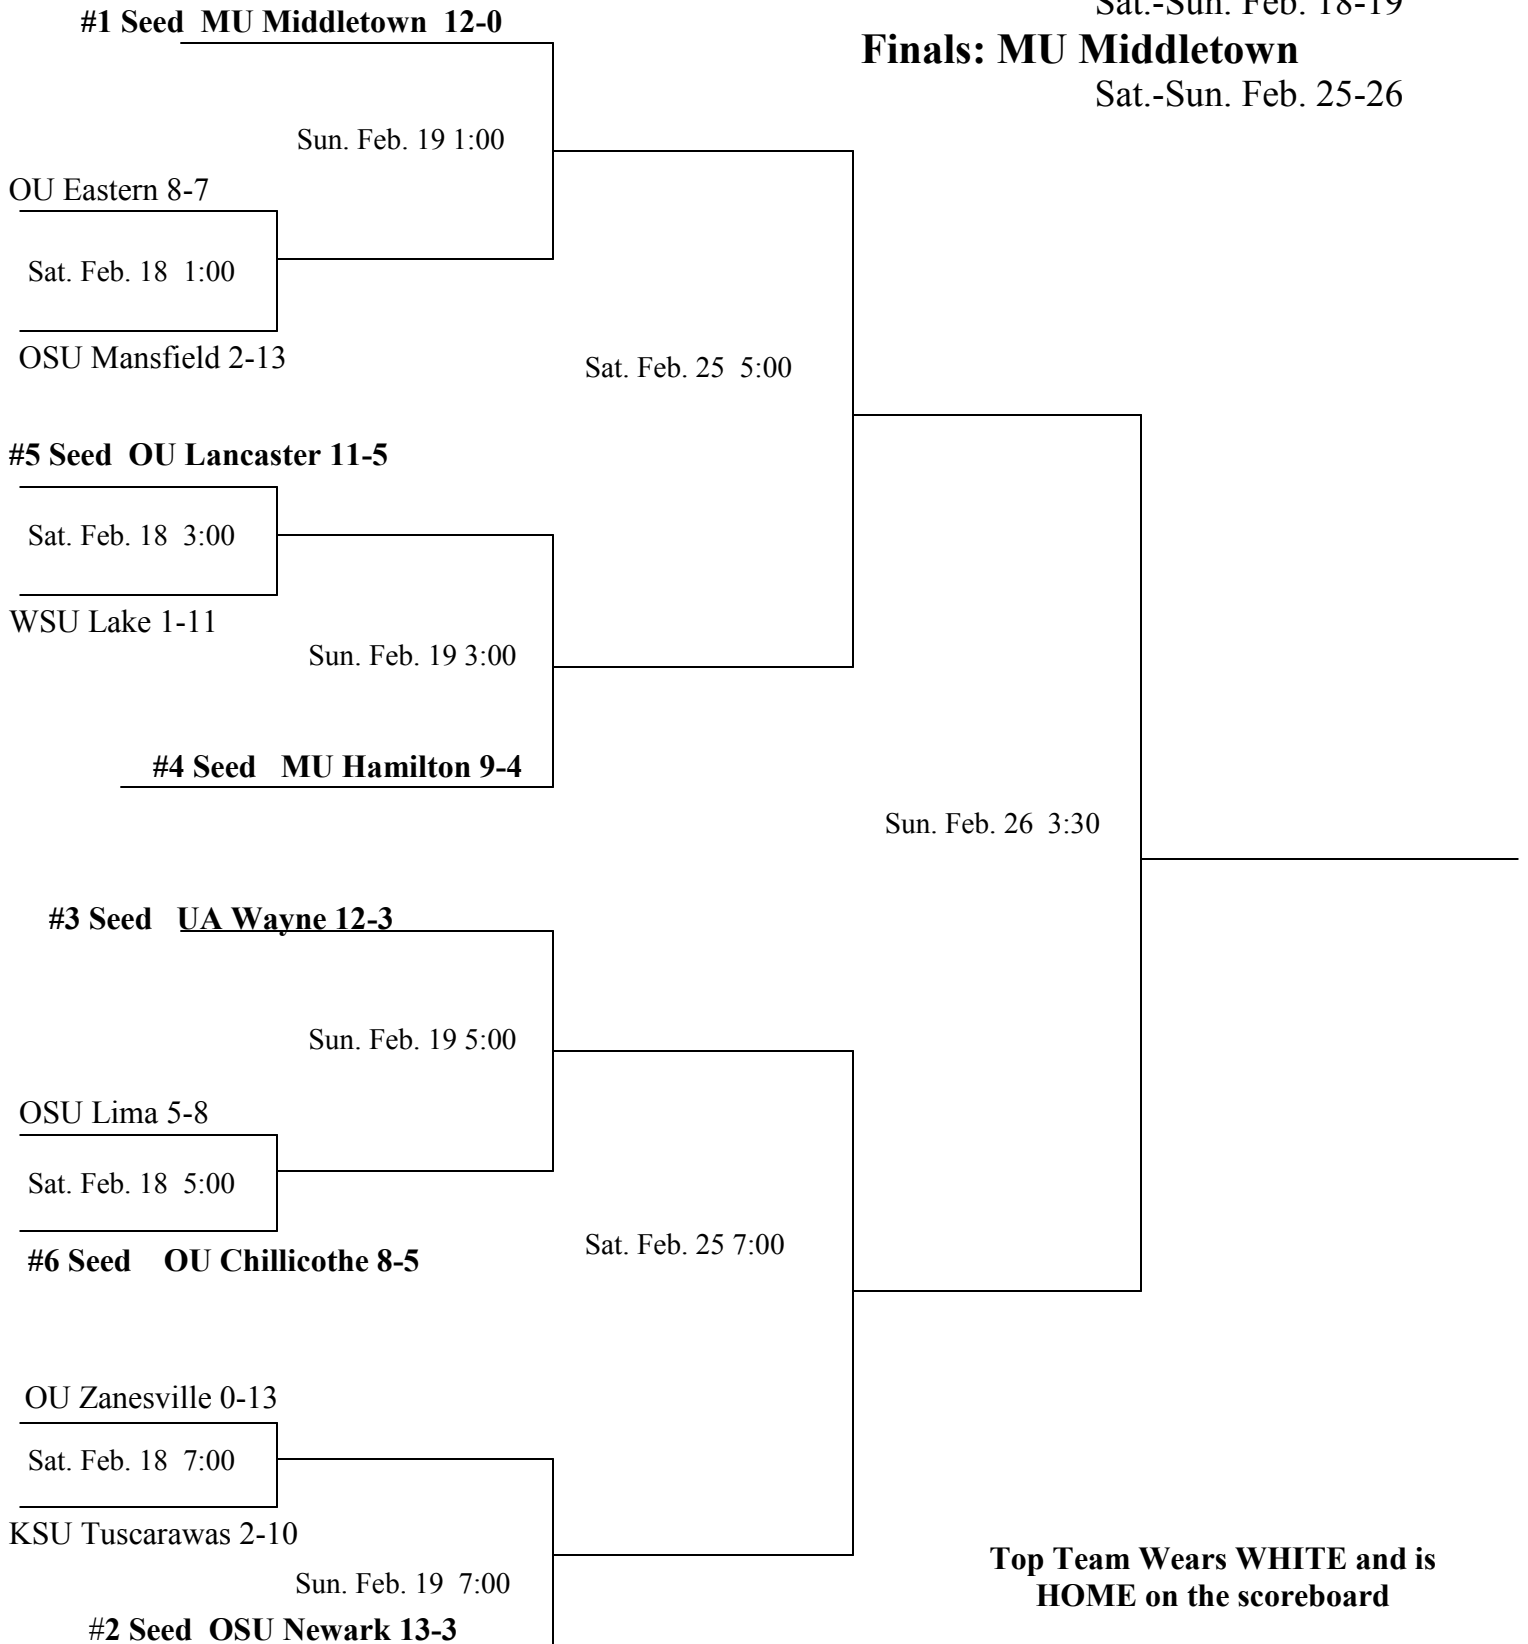 Sat.-Sun. Feb. 18-19
#1 Seed  MU Middletown  12-0
Finals: MU Middletown
Sat.-Sun. Feb. 25-26
Sun. Feb. 19 1:00
OU Eastern 8-7
Sat. Feb. 18  1:00
OSU Mansfield 2-13
Sat. Feb. 25  5:00
#5 Seed  OU Lancaster 11-5
Sat. Feb. 18  3:00
WSU Lake 1-11
Sun. Feb. 19 3:00
#4 Seed   MU Hamilton 9-4
Sun. Feb. 26  3:30
#3 Seed   UA Wayne 12-3
Sun. Feb. 19 5:00
OSU Lima 5-8
Sat. Feb. 18  5:00
Sat. Feb. 25 7:00
#6 Seed    OU Chillicothe 8-5
OU Zanesville 0-13
Sat. Feb. 18  7:00
KSU Tuscarawas 2-10
Top Team Wears WHITE and is
HOME on the scoreboard
Sun. Feb. 19  7:00
#2 Seed  OSU Newark 13-3